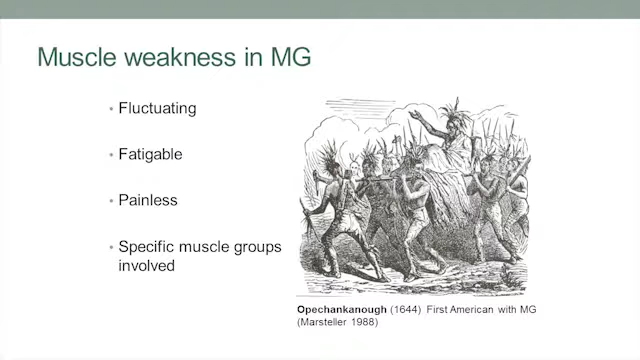 Muscle weakness in MG
• Fluctuating
• Fatigable
• Painless
• Specific muscle groups
involved
Opechankanough (1644) First American with MG
(Marsteller 1988)